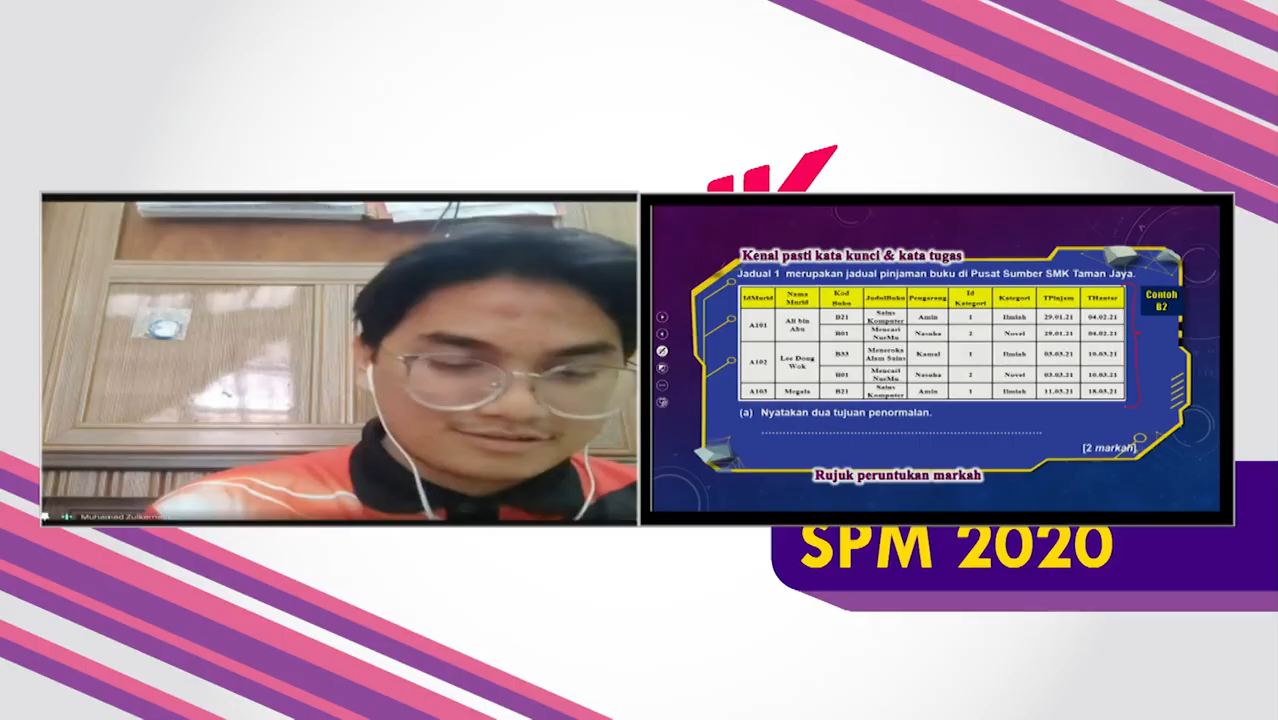 Kenal pasti kata kunci & kata tugas
Jadual 1 merupakan jadual pinjaman buku di Pusat Sumber SMK Taman Jaya.
Contoh
B2
IdMurid Nama Murid Kod Buku JudulBuku Pengarang Id Kategori Kategori TPinjam THantar
A101 Ali bin Abu B21 Sains Komputer Amin 1 Ilmiah 29.01.21 04.02.21
B01 Mencari NurMu Nasuha 2 Novel 29.01.21 04.02.21
A102 Lee Dong Wok B33 Meneroka Alam Sains Kamal 1 Ilmiah 03.03.21 10.03.21
B01 Mencari NurMu Nasuha 2 Novel 03.03.21 10.03.21
A103 Megala B21 Sains Komputer Amin 1 Ilmiah 11.03.21 18.03.21
(a) Nyatakan dua tujuan penormalan.
[2 markah]
Rujuk peruntukan markah
Muhamad
SPM 2020